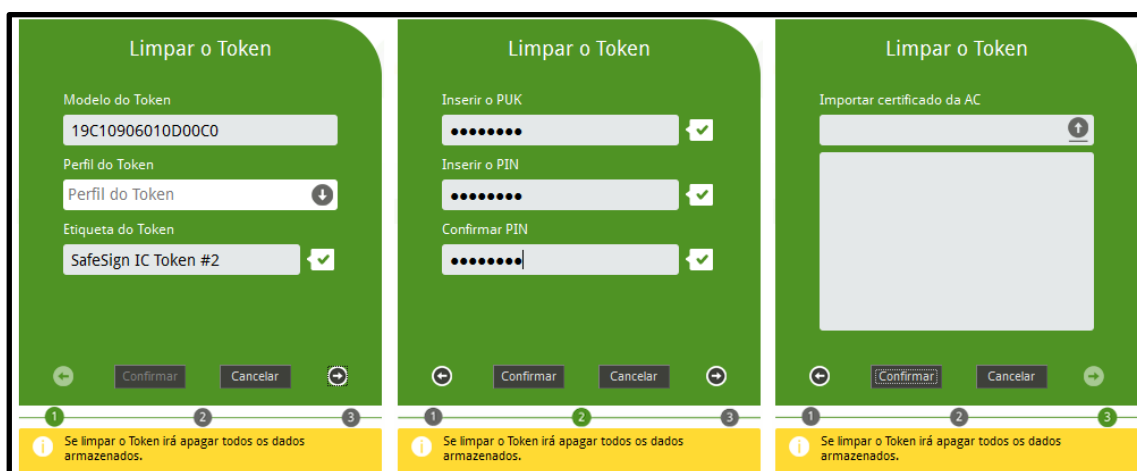 Limpar o Token
Modelo do Token
19C10906010D00C0
Perfil do Token
Perfil do Token
Etiqueta do Token
SafeSign IC Token #2
Confirmar
Cancelar
1
2
3
Se limpar o Token irá apagar todos os dados
armazenados.
Limpar o Token
Inserir o PUK
••••••••
Inserir o PIN
••••••••
Confirmar PIN
••••••••
Confirmar
Cancelar
1
2
3
Se limpar o Token irá apagar todos os dados
armazenados.
Limpar o Token
Importar certificado da AC
Confirmar
Cancelar
1
2
3
Se limpar o Token irá apagar todos os dados
armazenados.